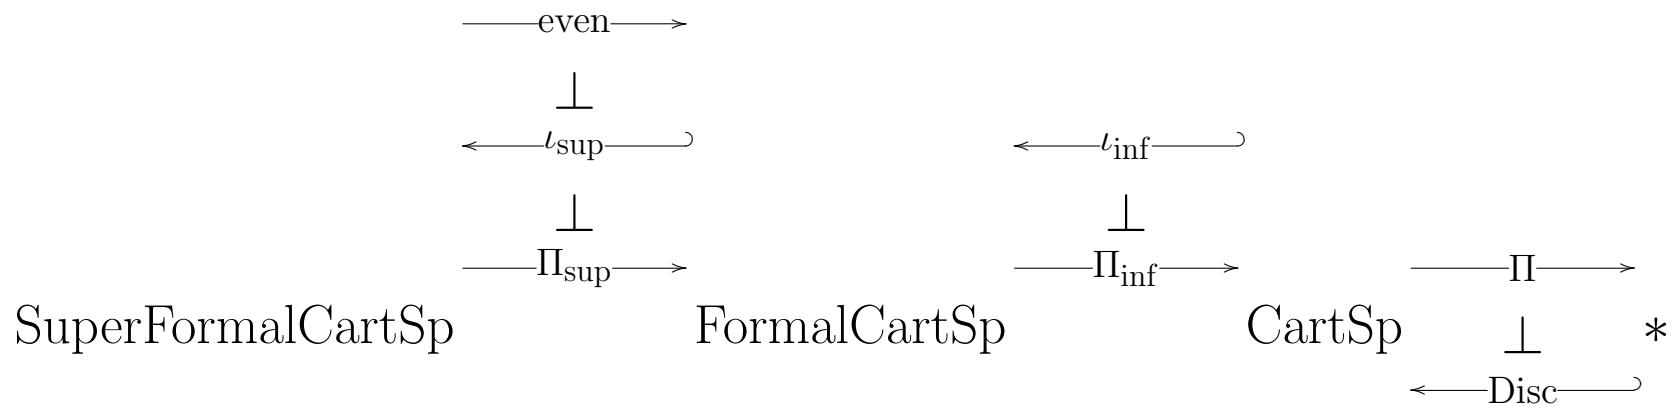 even
⊥
ι_sup ι_inf
⊥ ⊥
Π_sup Π_inf Π
SuperFormalCartSp FormalCartSp CartSp ⊥ *
Disc